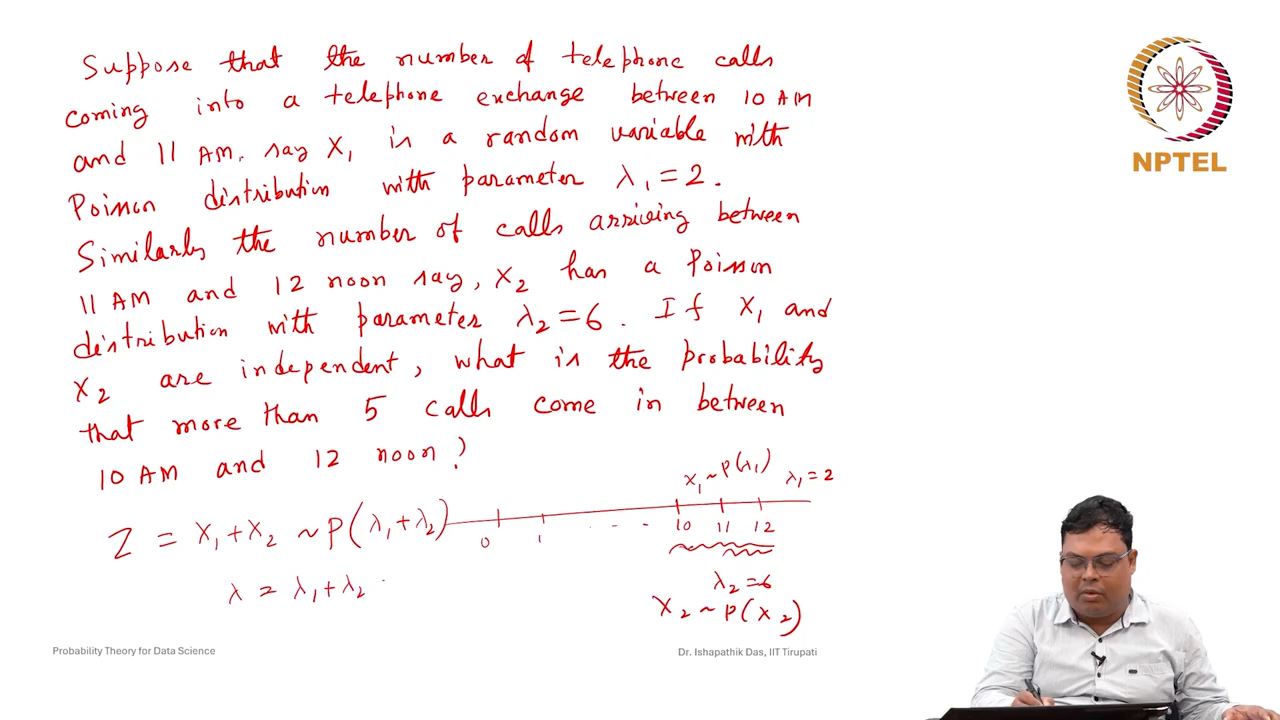 Suppose that the number of telephone calls
coming into a telephone exchange between 10 AM
and 11 AM, say X1 is a random variable with
Poisson distribution with parameter λ1 = 2.
Similarly the number of calls arriving between
11 AM and 12 noon say, X2 has a Poisson
distribution with parameter λ2 = 6. If X1 and
X2 are independent, what is the probability
that more than 5 calls come in between
10 AM and 12 noon?
X1 ~ P(λ1) λ1 = 2
Z = X1 + X2 ~ P(λ1 + λ2)
0 1 . . - - 10 11 12
λ = λ1 + λ2
λ2 = 6
X2 ~ P(X2)
NPTEL
Probability Theory for Data Science
Dr. Ishapathik Das, IIT Tirupati